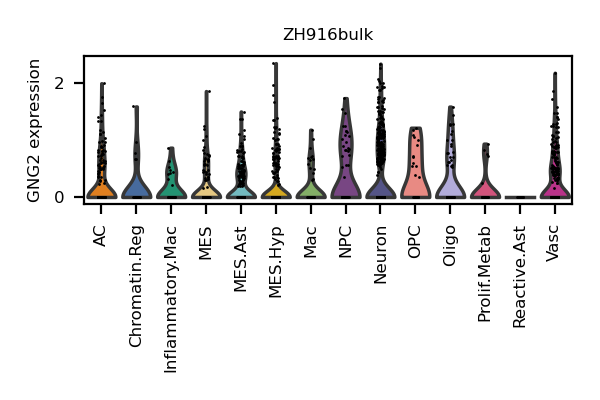 ZH916bulk
GNG2 expression
2
0
AC
Chromatin.Reg
Inflammatory.Mac
MES
MES.Ast
MES.Hyp
Mac
NPC
Neuron
OPC
Oligo
Prolif.Metab
Reactive.Ast
Vasc